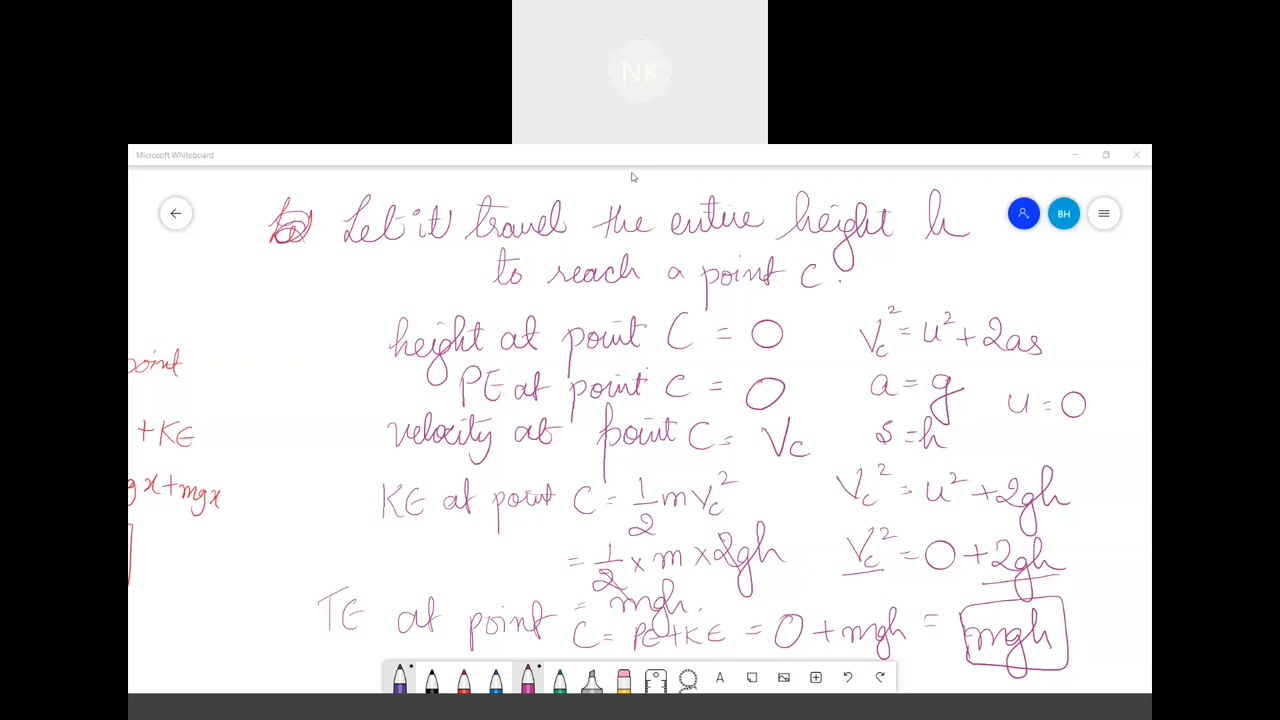 NK
Microsoft Whiteboard
Let it travel the entire height h
to reach a point C.
BH
height at point C = 0
PE at point C = 0
velocity at point C = Vc
KE at point C = 1/2 mVc²
= 1/2 × m × 2gh
= mgh.
TE at point C = PE + KE = 0 + mgh = mgh
Vc² = u² + 2as
a = g
u = 0
s = h
Vc² = u² + 2gh
Vc² = 0 + 2gh
point
+ KE
gx + mgx
A